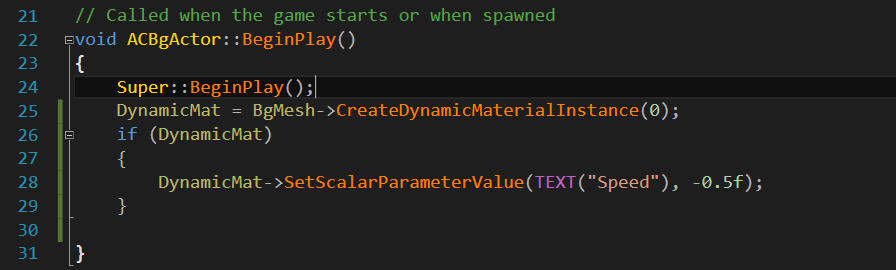 21 // Called when the game starts or when spawned
22 void ACBgActor::BeginPlay()
23 {
24 Super::BeginPlay();
25 DynamicMat = BgMesh->CreateDynamicMaterialInstance(0);
26 if (DynamicMat)
27 {
28 DynamicMat->SetScalarParameterValue(TEXT("Speed"), -0.5f);
29 }
30
31 }